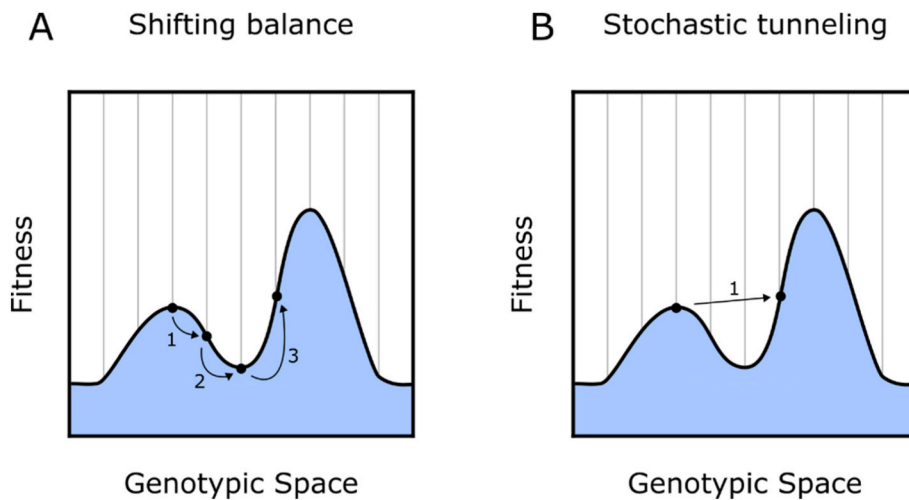 A Shifting balance
Fitness
1
2
3
Genotypic Space
B Stochastic tunneling
Fitness
1
Genotypic Space